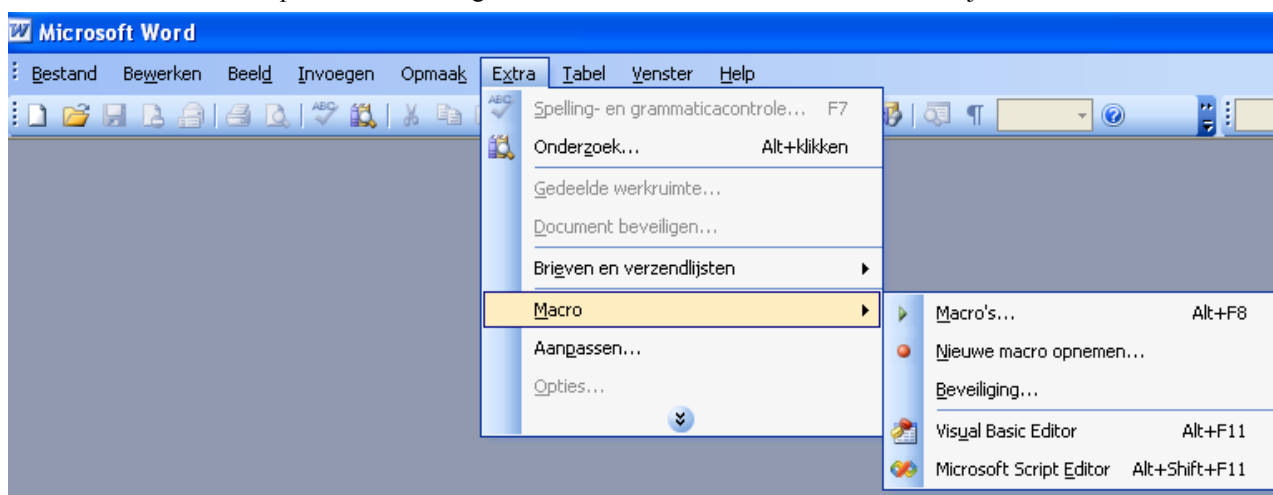 Microsoft Word
Bestand Bewerken Beeld Invoegen Opmaak Extra Tabel Venster Help
Spelling- en grammaticacontrole... F7
Onderzoek... Alt+klikken
Gedeelde werkruimte...
Document beveiligen...
Brieven en verzendlijsten
Macro
Aanpassen...
Opties...
Macro's... Alt+F8
Nieuwe macro opnemen...
Beveiliging...
Visual Basic Editor Alt+F11
Microsoft Script Editor Alt+Shift+F11